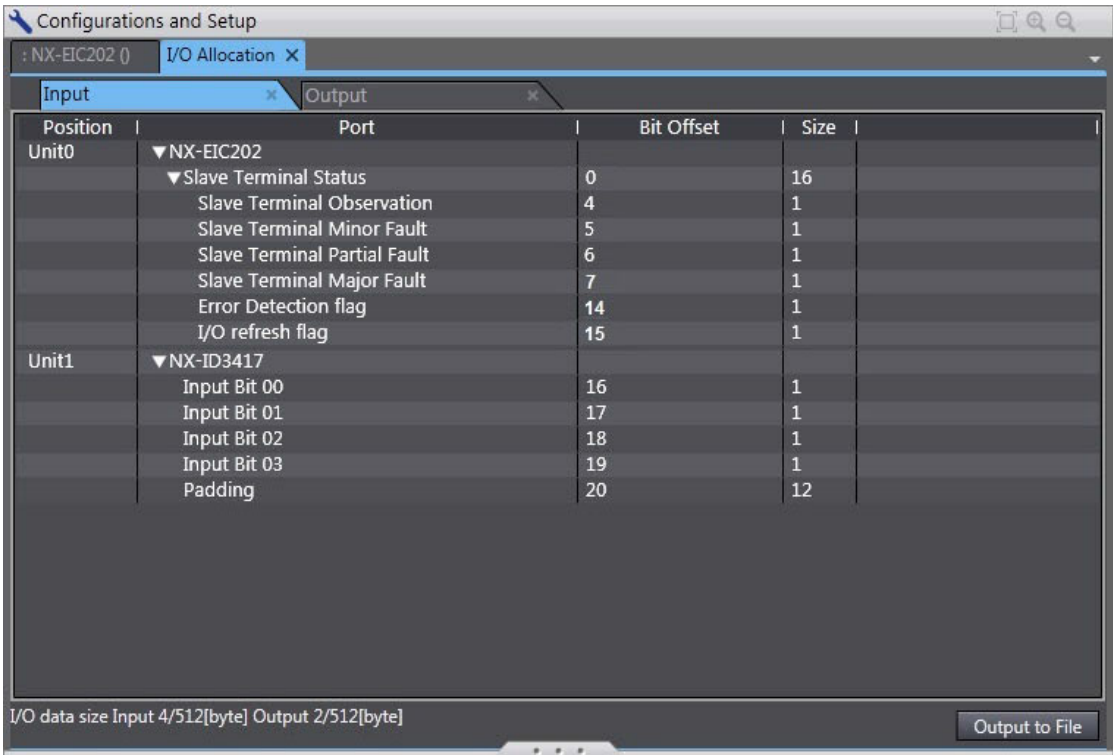 Configurations and Setup
: NX-EIC202 ()
I/O Allocation
Input
Output
Position Port Bit Offset Size
Unit0 ▼NX-EIC202
▼Slave Terminal Status 0 16
Slave Terminal Observation 4 1
Slave Terminal Minor Fault 5 1
Slave Terminal Partial Fault 6 1
Slave Terminal Major Fault 7 1
Error Detection flag 14 1
I/O refresh flag 15 1
Unit1 ▼NX-ID3417
Input Bit 00 16 1
Input Bit 01 17 1
Input Bit 02 18 1
Input Bit 03 19 1
Padding 20 12
I/O data size Input 4/512[byte] Output 2/512[byte]
Output to File